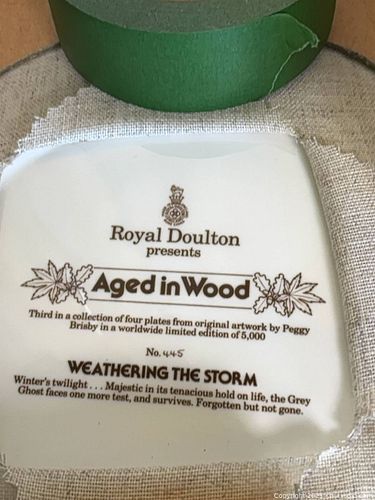 Royal Doulton
presents
Aged in Wood
Third in a collection of four plates from original artwork by Peggy
Brisby in a worldwide limited edition of 5,000
No. 445
WEATHERING THE STORM
Winter's twilight . . . Majestic in its tenacious hold on life, the Grey
Ghost faces one more test, and survives. Forgotten but not gone.